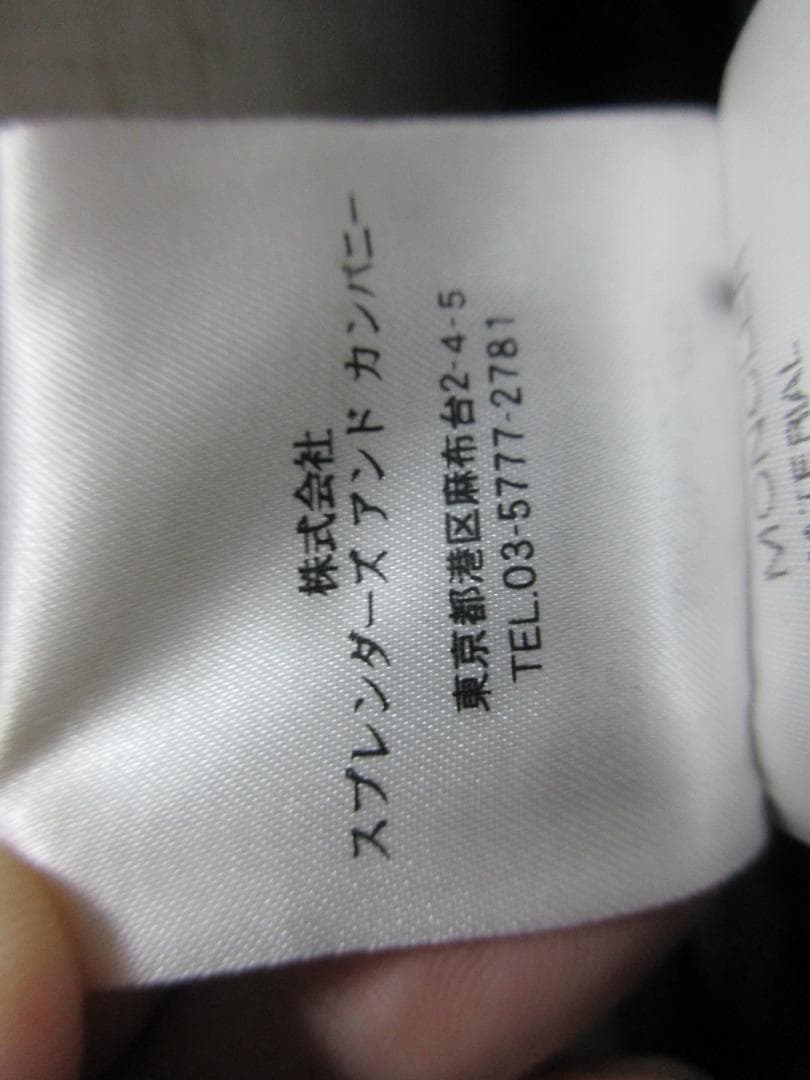 株式会社
スプレンダーズ アンド カンパニー
東京都港区麻布台2-4-5
TEL.03-5777-2781